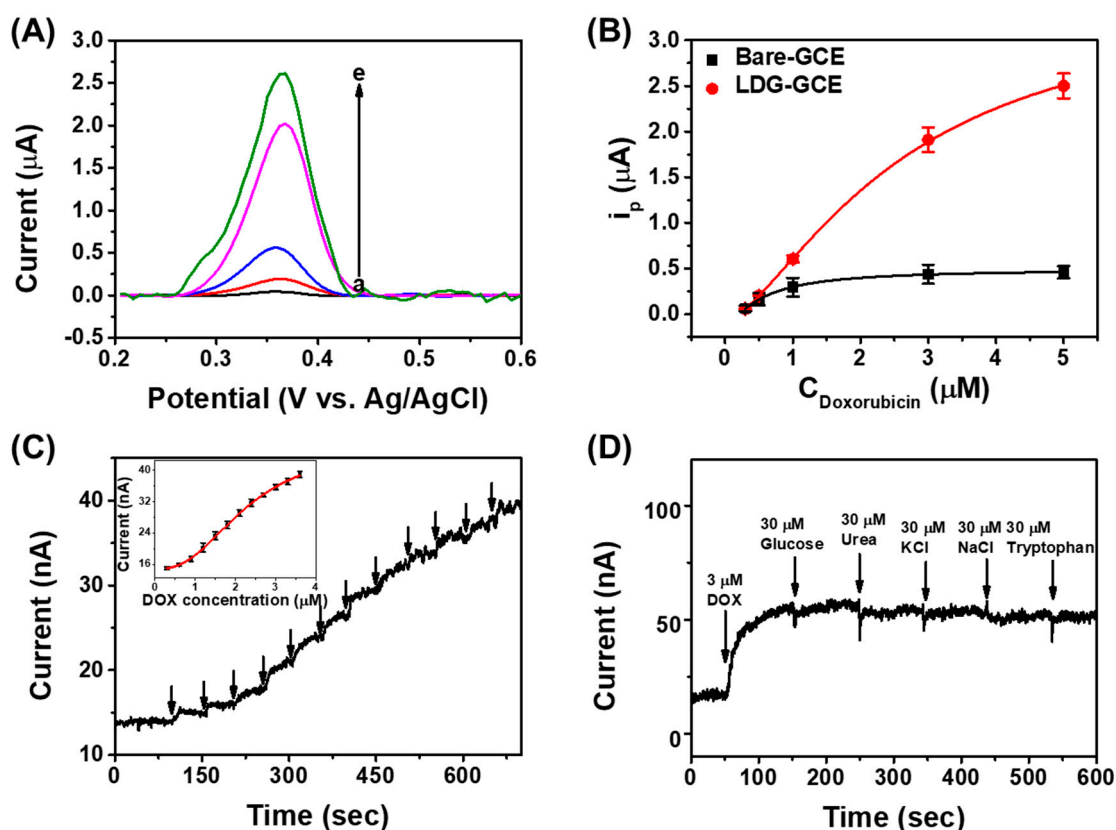 (A)
3.0
2.5
2.0
1.5
1.0
0.5
0.0
-0.5
Current (μA)
e
a
0.2 0.3 0.4 0.5 0.6
Potential (V vs. Ag/AgCl)
(B)
3.0
2.5
2.0
1.5
1.0
0.5
0.0
ip (μA)
Bare-GCE
LDG-GCE
1 2 3 4 5
CDoxorubicin (μM)
(C)
40
30
20
10
Current (nA)
40
32
24
16
Current (nA)
0 1 2 3 4
DOX concentration (μM)
0 150 300 450 600
Time (sec)
(D)
100
50
0
Current (nA)
3 μM
DOX
30 μM
Glucose
30 μM
Urea
30 μM
KCl
30 μM
NaCl
30 μM
Tryptophan
0 100 200 300 400 500 600
Time (sec)